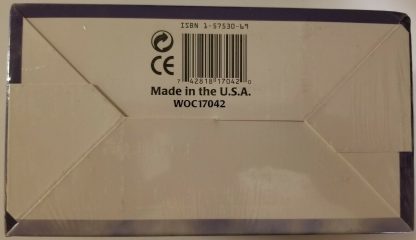 ISBN 1-57530-69
CE
7 42818 17042 0
Made in the U.S.A.
WOC17042